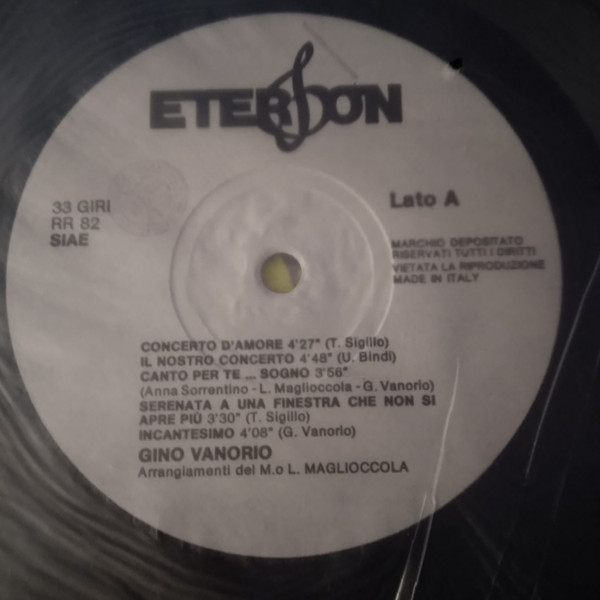 ETERSON
33 GIRI
RR 82
SIAE
Lato A
MARCHIO DEPOSITATO
RISERVATI TUTTI I DIRITTI
VIETATA LA RIPRODUZIONE
MADE IN ITALY
CONCERTO D'AMORE 4'27" (T. Sigillo)
IL NOSTRO CONCERTO 4'48" (U. Bindi)
CANTO PER TE ... SOGNO 3'56"
(Anna Sorrentino - L. Maglioccola - G. Vanorio)
SERENATA A UNA FINESTRA CHE NON SI
APRE PIÙ 3'30" (T. Sigillo)
INCANTESIMO 4'08" (G. Vanorio)
GINO VANORIO
Arrangiamenti del M.o L. MAGLIOCCOLA